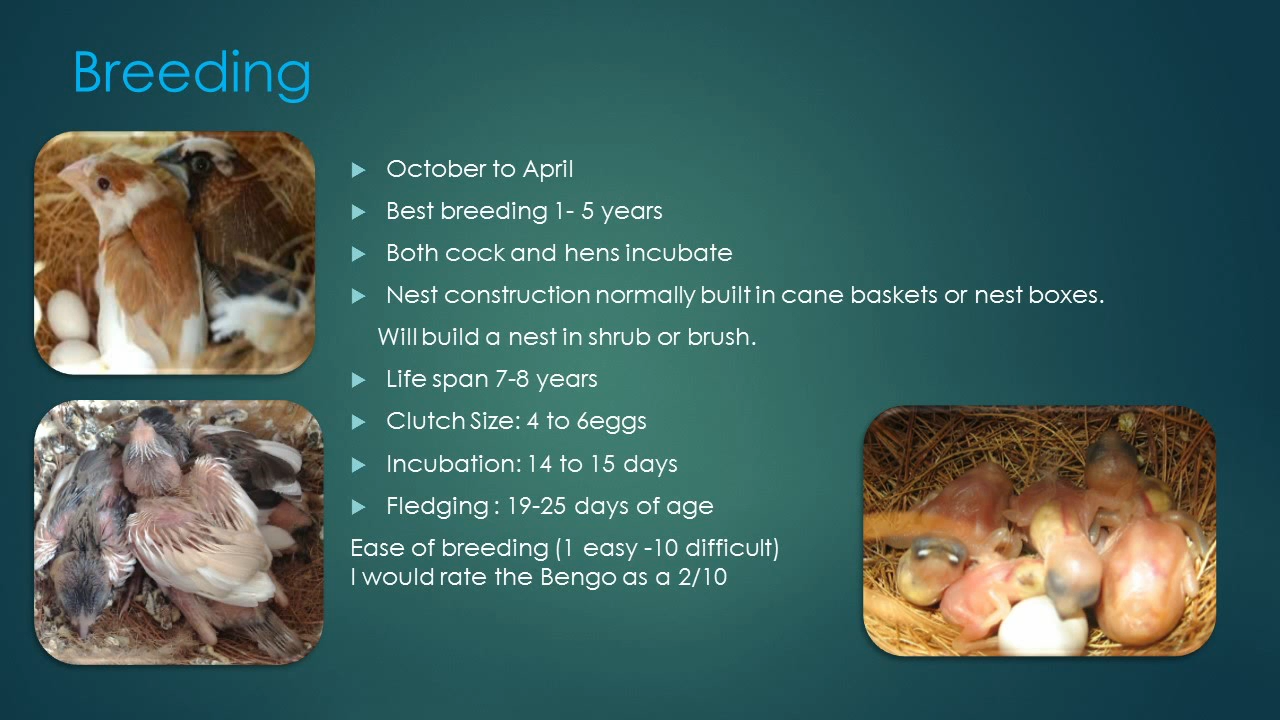 Breeding
October to April
Best breeding 1- 5 years
Both cock and hens incubate
Nest construction normally built in cane baskets or nest boxes.
Will build a nest in shrub or brush.
Life span 7-8 years
Clutch Size: 4 to 6eggs
Incubation: 14 to 15 days
Fledging : 19-25 days of age
Ease of breeding (1 easy -10 difficult)
I would rate the Bengo as a 2/10